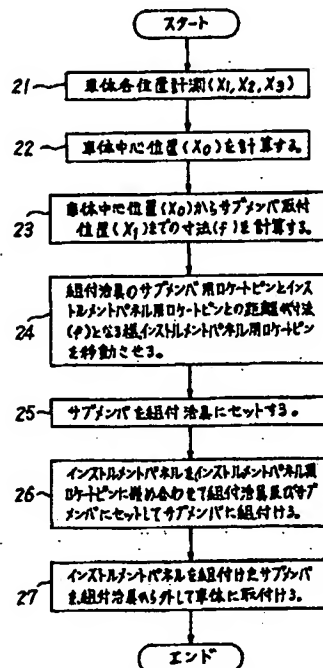 スタート
21
車体各位置計測(X1, X2, X3)
22
車体中心位置(X0)を計算する。
23
車体中心位置(X0)からサブメンバ取付
位置(X1)までの寸法(f)を計算する。
24
組付治具のサブメンバ用ロケートピンとインス
トルメントパネル用ロケートピンとの距離が寸法
(f)となる様、インストルメントパネル用ロケートピン
を移動させる。
25
サブメンバを組付治具にセットする。
26
インストルメントパネルをインストルメントパネル用
ロケートピンに嵌め合わせて組付治具及びサブ
メンバにセットしてサブメンバに組付ける。
27
インストルメントパネルを組付けたサブメンバ
を組付治具から外して車体に取付ける。
エンド